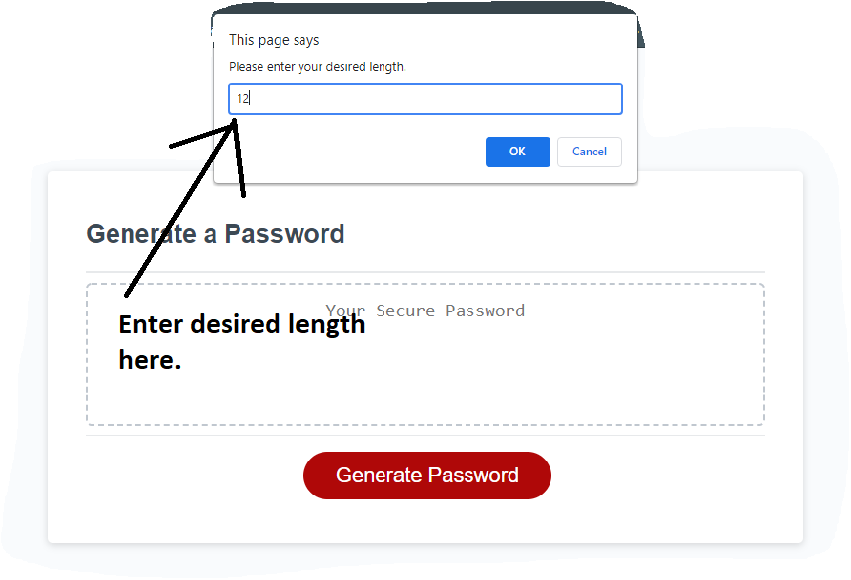 This page says
Please enter your desired length
12
OK Cancel
Generate a Password
Your Secure Password
Enter desired length
here.
Generate Password